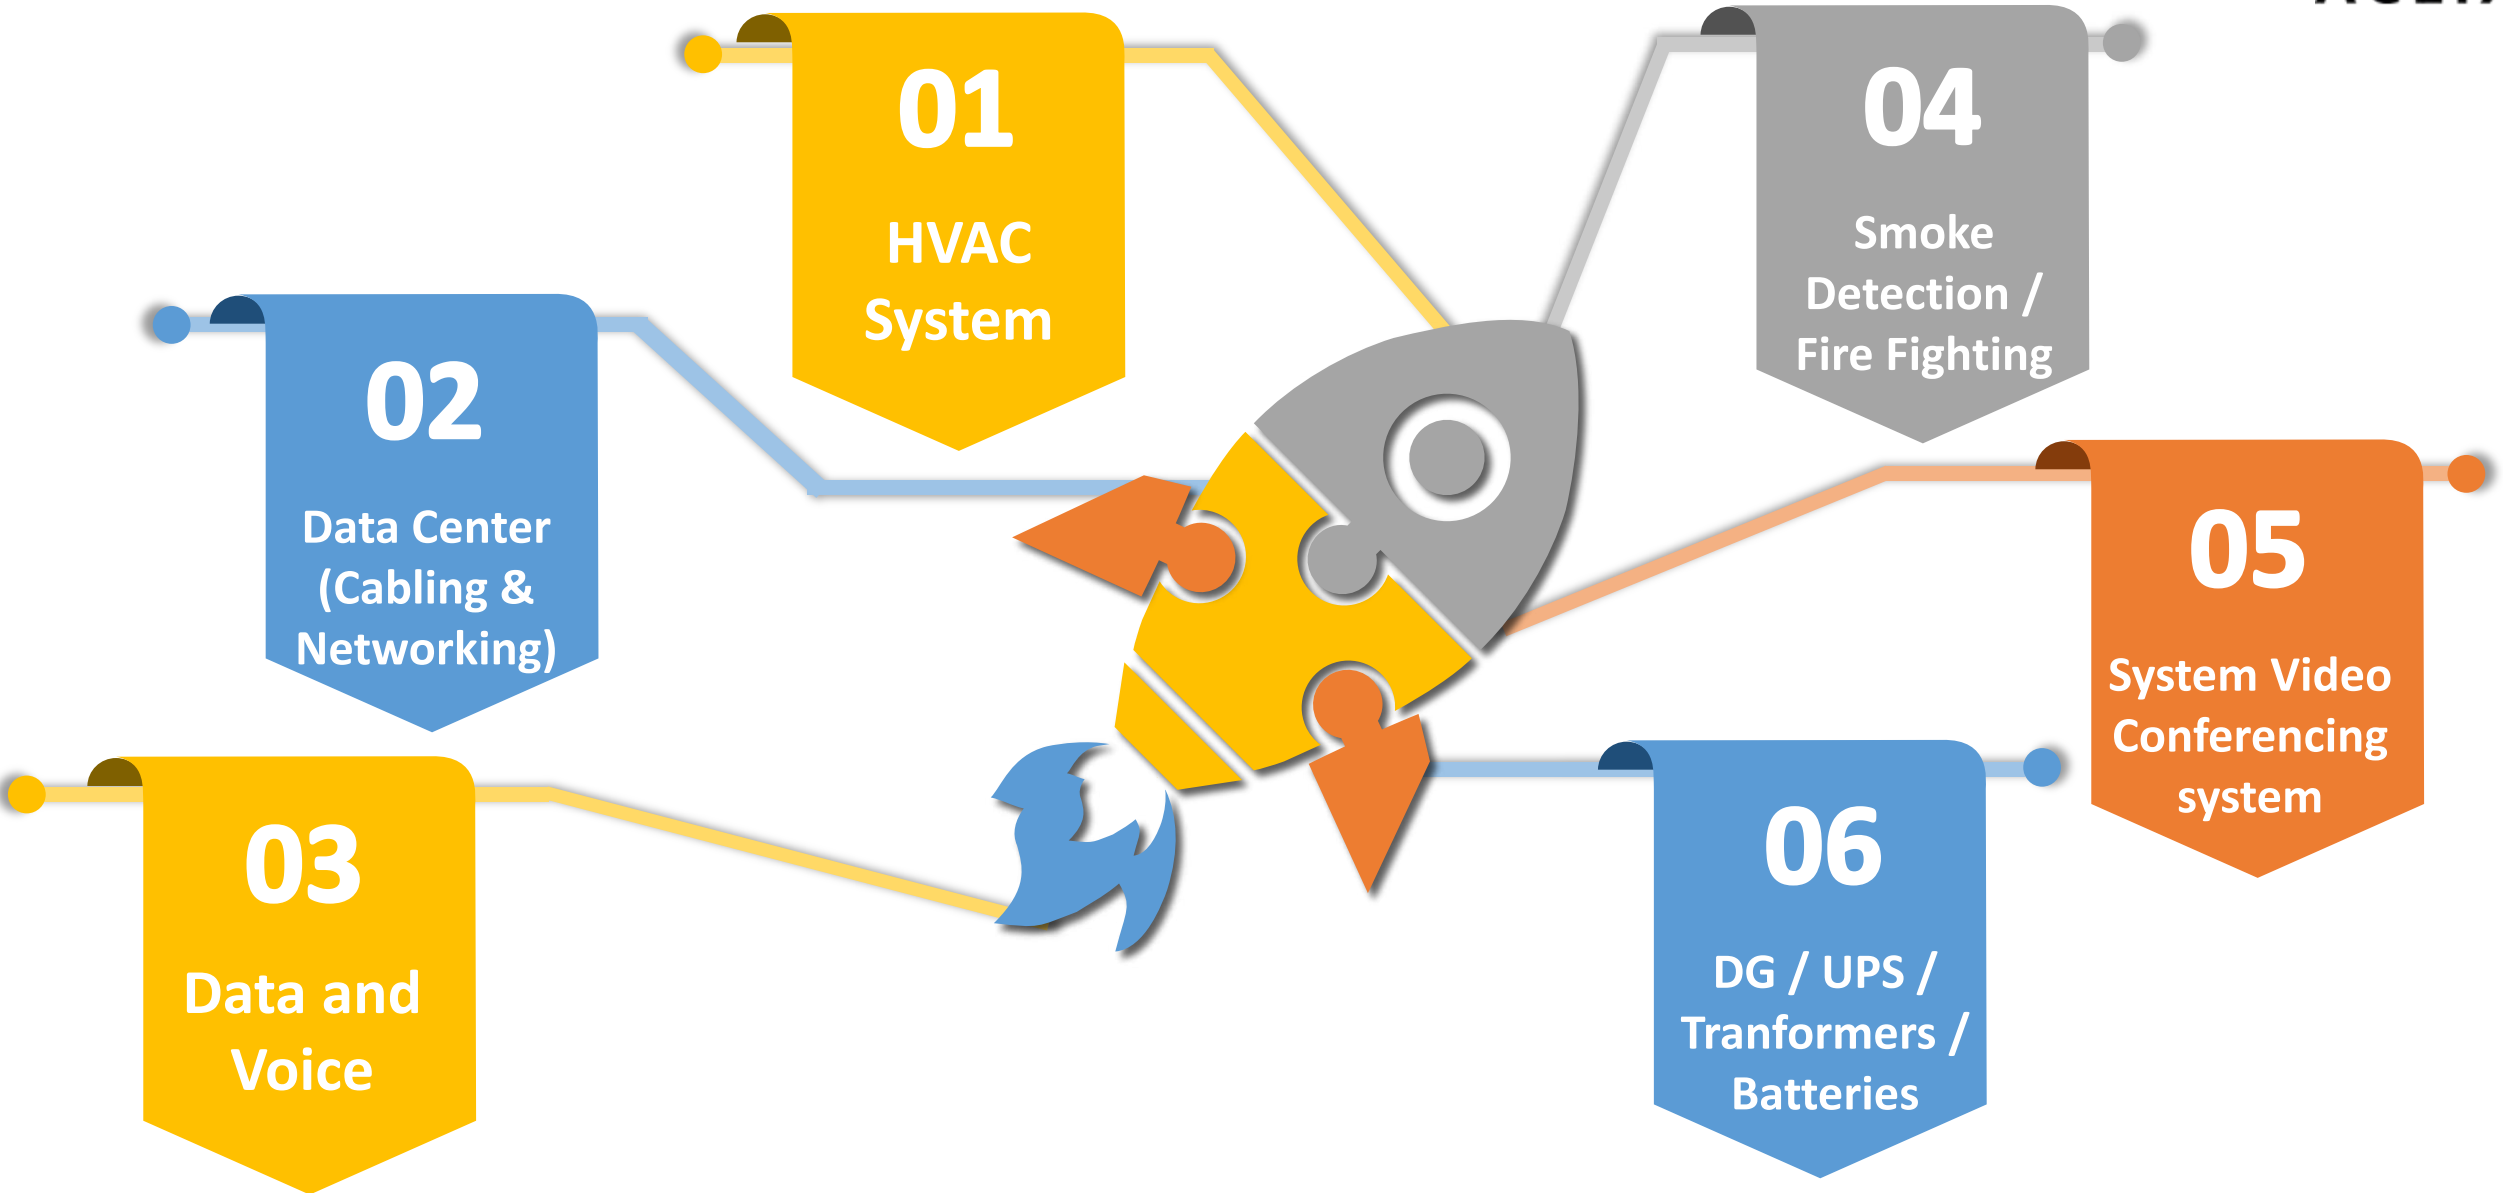 01
HVAC
System
02
Data Center
(Cabling &
Networking)
03
Data and
Voice
04
Smoke
Detection /
Fire Fighting
05
System Video
Conferencing
system
06
DG / UPS /
Tranformers /
Batteries